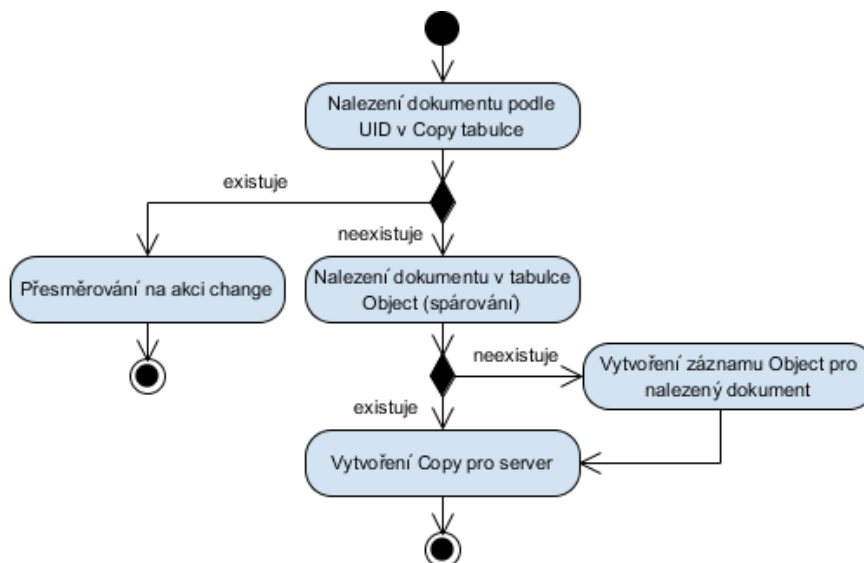 Nalezení dokumentu podle
UID v Copy tabulce
existuje
neexistuje
Přesměrování na akci change
Nalezení dokumentu v tabulce
Object (spárování)
neexistuje
Vytvoření záznamu Object pro
nalezený dokument
existuje
Vytvoření Copy pro server